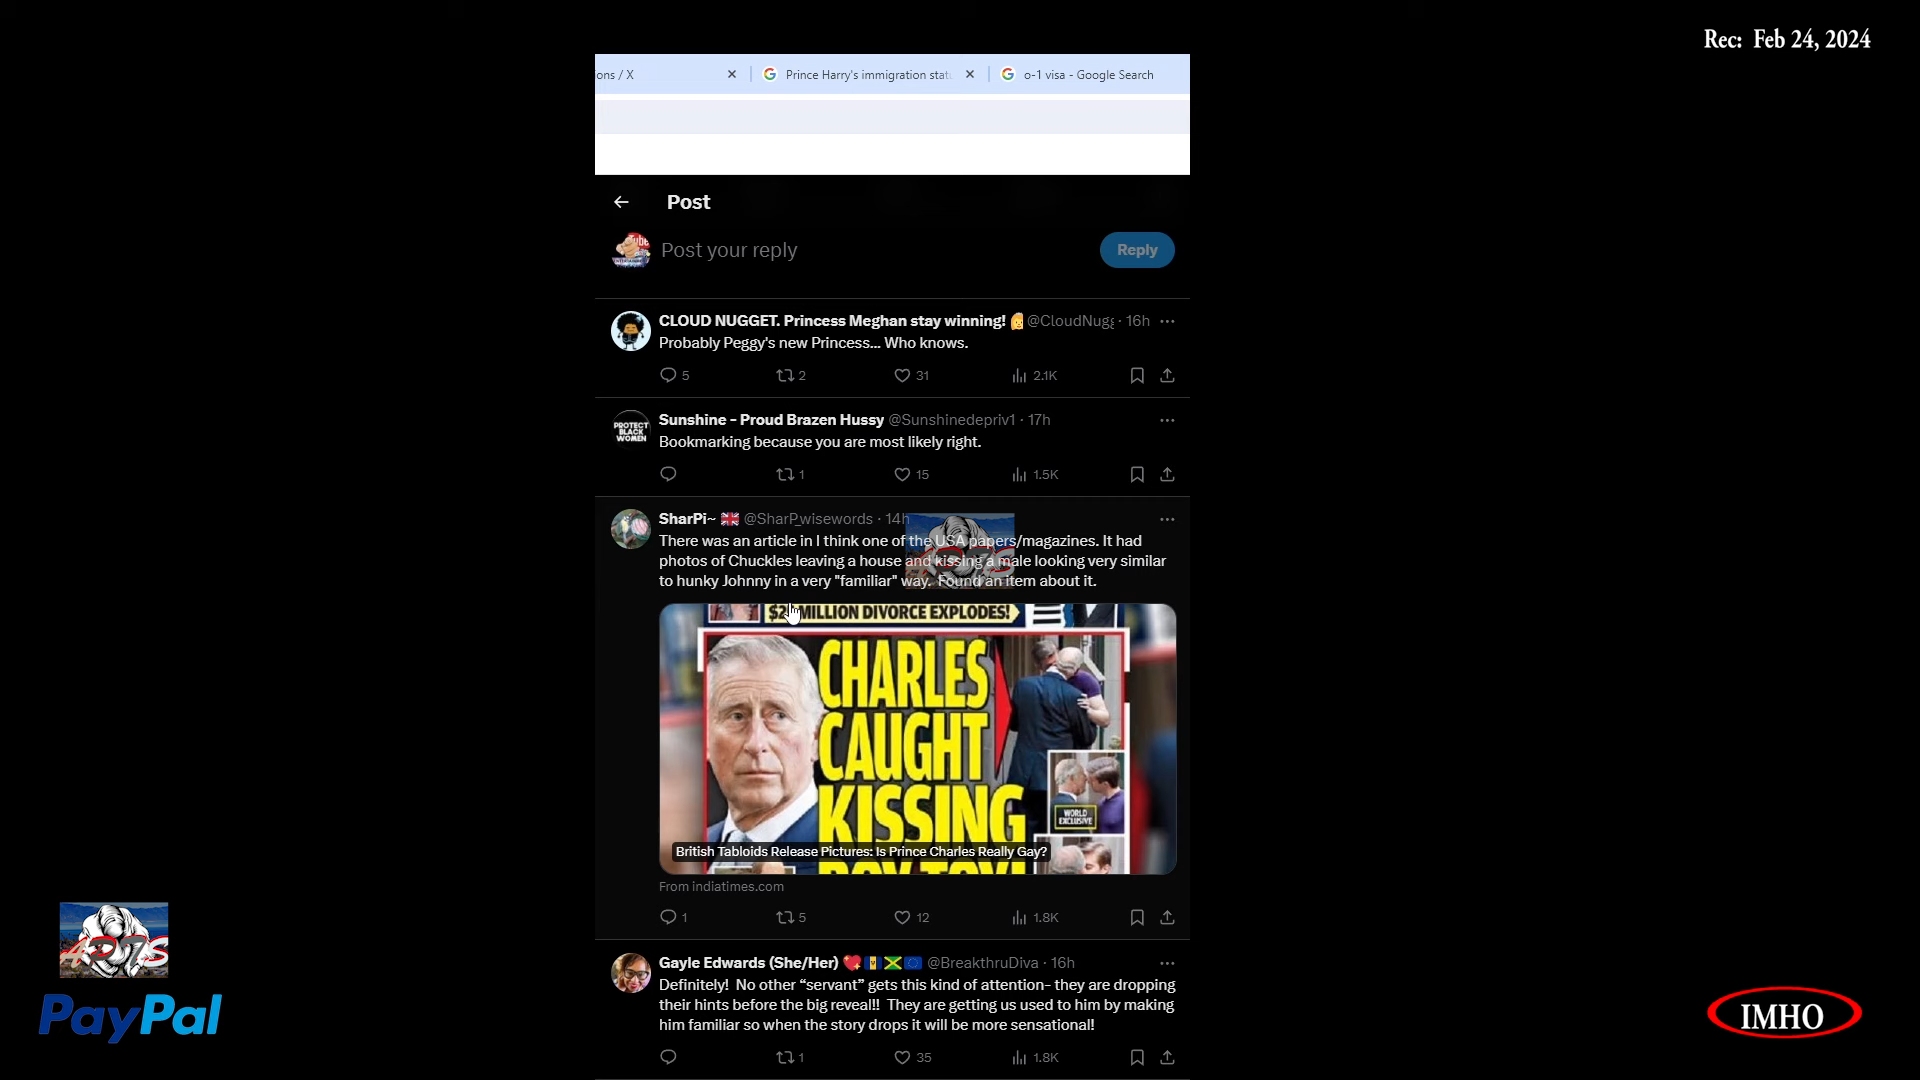 Rec: Feb 24, 2024
ons / X
Prince Harry's immigration stat
o-1 visa - Google Search
Post
Post your reply
Reply
CLOUD NUGGET. Princess Meghan stay winning! @CloudNugg · 16h
Probably Peggy's new Princess... Who knows.
5 2 31 2.1K
PROTECT
BLACK
WOMEN
Sunshine - Proud Brazen Hussy @Sunshinedepriv1 · 17h
Bookmarking because you are most likely right.
1 15 1.5K
SharPi~ @SharP_wisewords · 14h
There was an article in I think one of the USA papers/magazines. It had
photos of Chuckles leaving a house and kissing a male looking very similar
to hunky Johnny in a very "familiar" way. Found an item about it.
MILLION DIVORCE EXPLODES!
CHARLES
CAUGHT
KISSING
BOY TOY!
WORLD
EXCLUSIVE
British Tabloids Release Pictures: Is Prince Charles Really Gay?
From indiatimes.com
1 5 12 1.8K
Gayle Edwards (She/Her) @BreakthruDiva · 16h
Definitely! No other “servant” gets this kind of attention- they are dropping
their hints before the big reveal!! They are getting us used to him by making
him familiar so when the story drops it will be more sensational!
1 35 1.8K
PayPal
IMHO